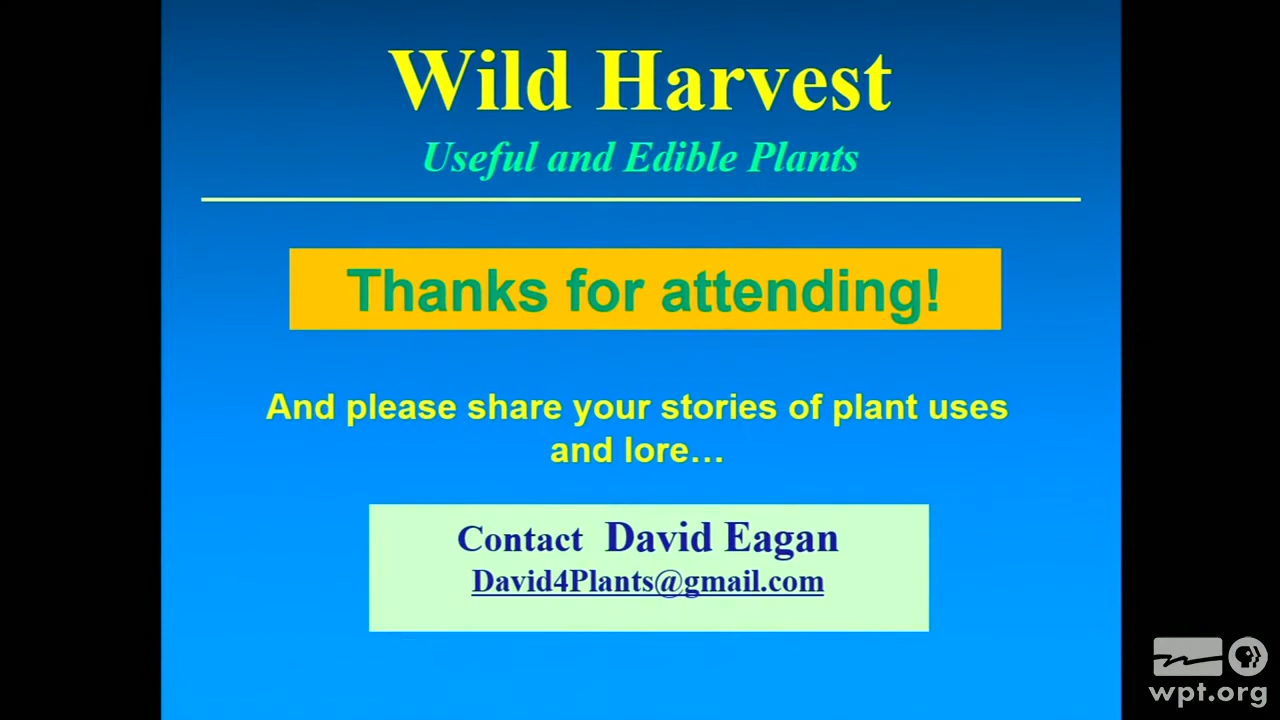 Wild Harvest
Useful and Edible Plants
Thanks for attending!
And please share your stories of plant uses
and lore…
Contact David Eagan
David4Plants@gmail.com
wpt.org